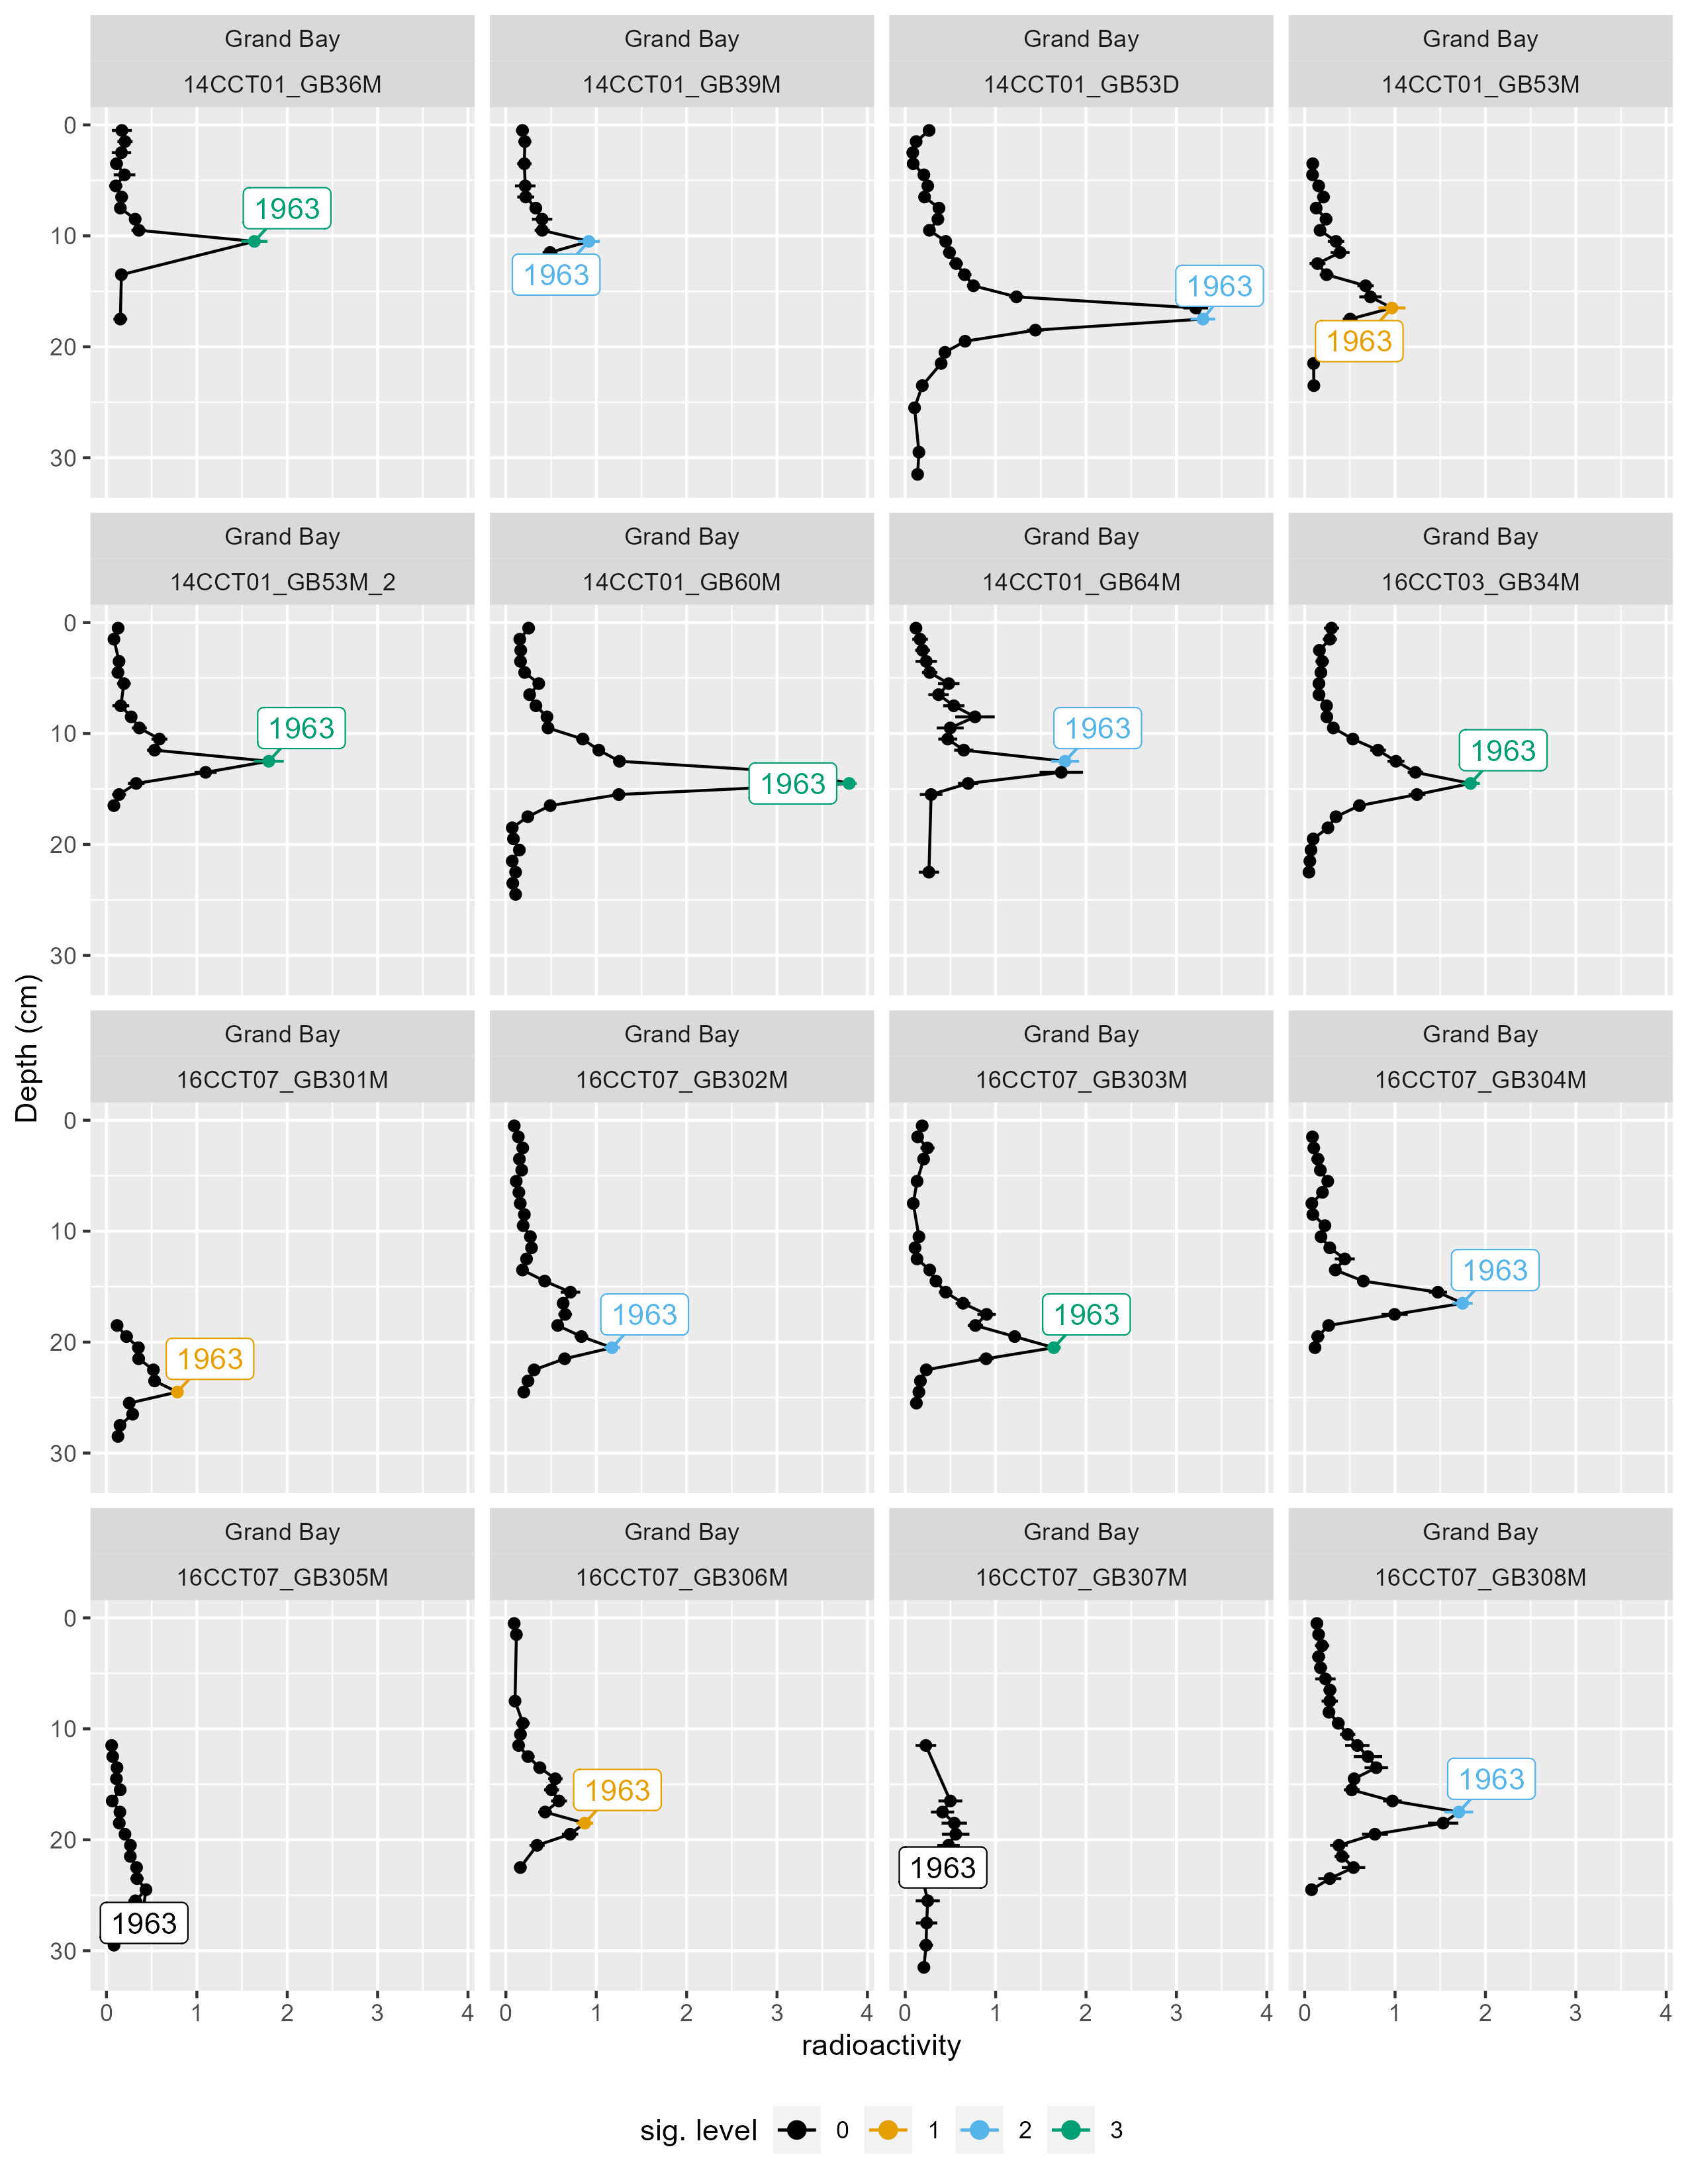 Grand Bay Grand Bay Grand Bay Grand Bay
14CCT01_GB36M 14CCT01_GB39M 14CCT01_GB53D 14CCT01_GB53M
0
10
20
30
1963 1963 1963 1963
Grand Bay Grand Bay Grand Bay Grand Bay
14CCT01_GB53M_2 14CCT01_GB60M 14CCT01_GB64M 16CCT03_GB34M
0
10
20
30
1963 1963 1963 1963
Depth (cm)
Grand Bay Grand Bay Grand Bay Grand Bay
16CCT07_GB301M 16CCT07_GB302M 16CCT07_GB303M 16CCT07_GB304M
0
10
20
30
1963 1963 1963 1963
Grand Bay Grand Bay Grand Bay Grand Bay
16CCT07_GB305M 16CCT07_GB306M 16CCT07_GB307M 16CCT07_GB308M
0
10
20
30
1963 1963 1963 1963
0 1 2 3 4 0 1 2 3 4 0 1 2 3 4 0 1 2 3 4
radioactivity
sig. level 0 1 2 3